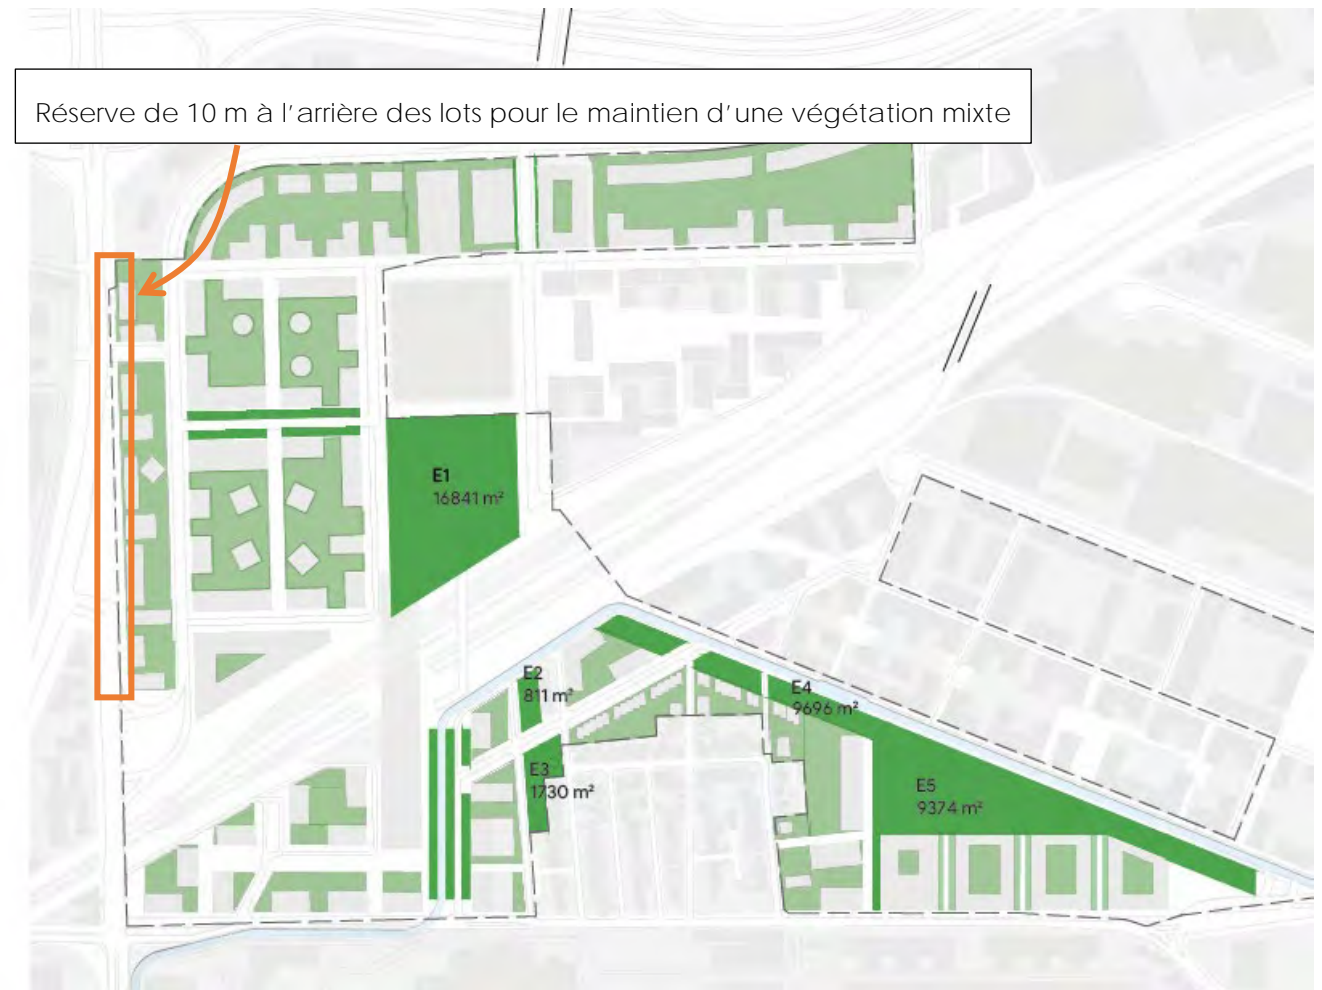 Réserve de 10 m à l'arrière des lots pour le maintien d'une végétation mixte
E1
16841 m²
E2
811 m²
E4
9696 m²
E3
1730 m²
E5
9374 m²